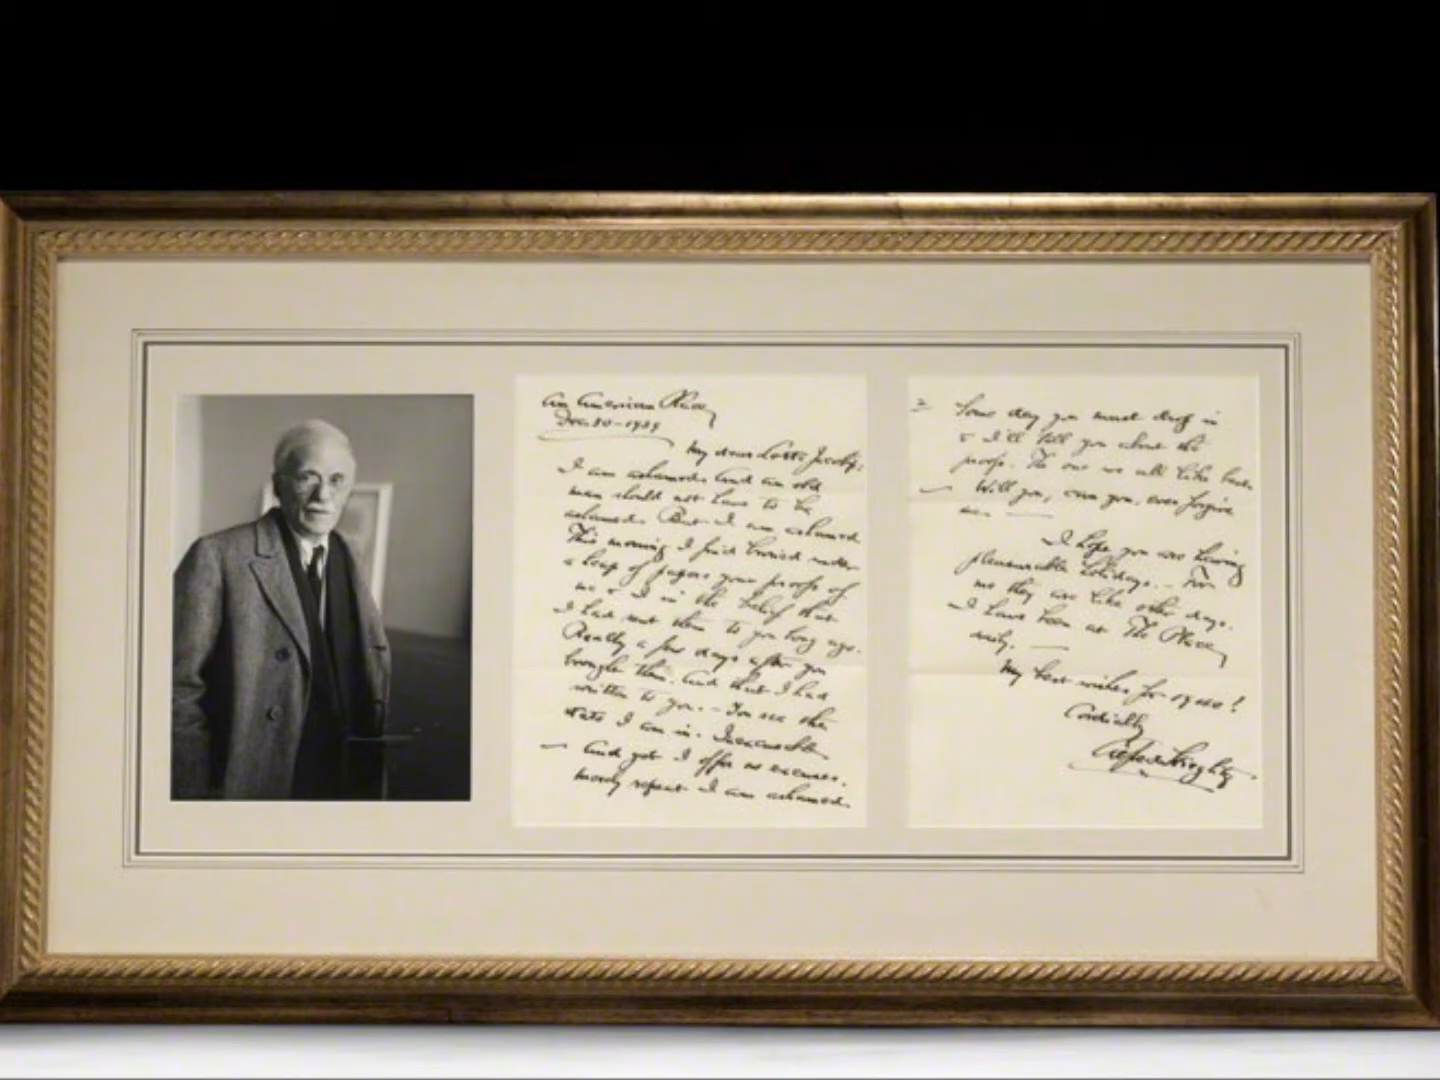 An American Place
Dec. 30 - 1939
My dear Lotte Jacobi:
I am ashamed. And an old
man should not have to be
ashamed. But I am ashamed
This morning I find buried under
a heap of papers your proofs of
me & I in the belief that
I had sent them to you long ago.
Really a few days after you
brought them. And that I had
written to you. - You see the
state I am in. Inexcusable
- And yet I offer no excuses.
merely repeat I am ashamed.
2
Some day you must drop in
& I'll tell you about the
proofs. The one we all like best.
- Will you, can you, ever forgive
me. -
I hope you are having
pleasurable holidays. - For
me they are like other days.
I have been at The Place
daily. -
My best wishes for 1940!
Cordially
Alfred Stieglitz